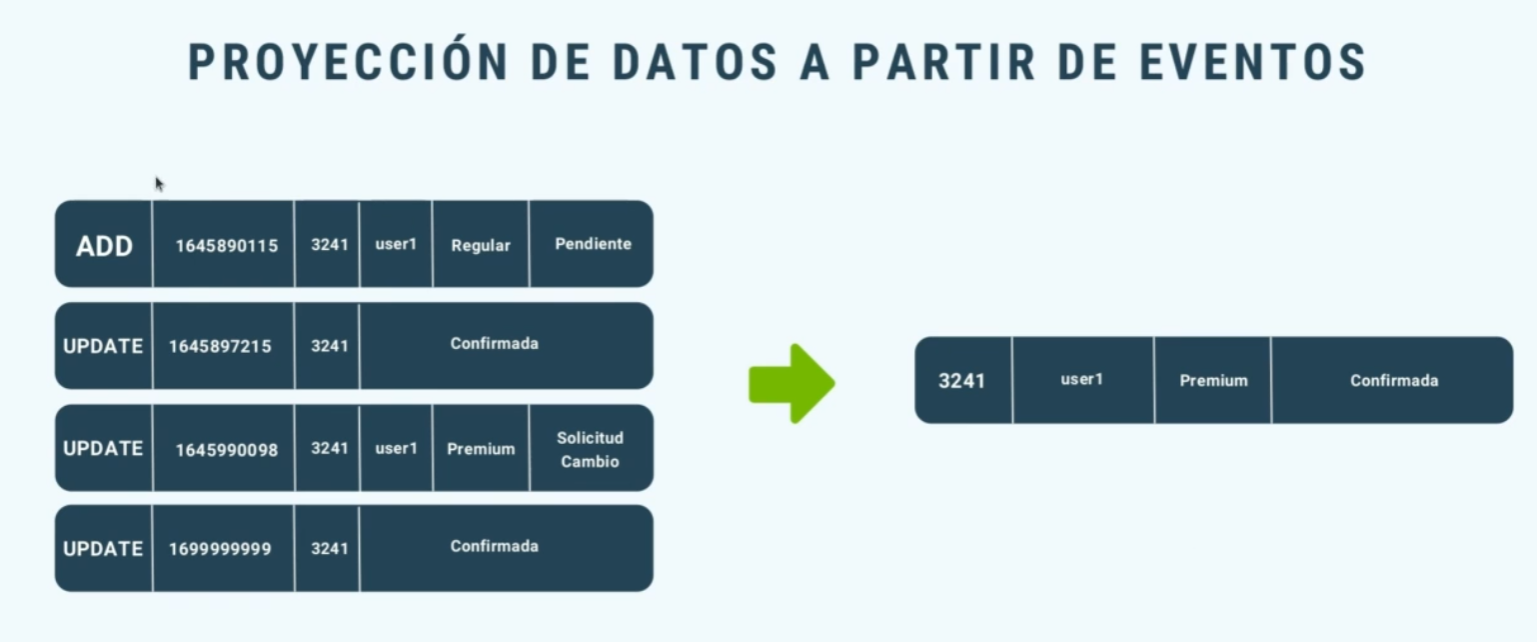 PROYECCIÓN DE DATOS A PARTIR DE EVENTOS
ADD 1645890115 3241 user1 Regular Pendiente
UPDATE 1645897215 3241 Confirmada
UPDATE 1645990098 3241 user1 Premium Solicitud
Cambio
UPDATE 1699999999 3241 Confirmada
3241 user1 Premium Confirmada